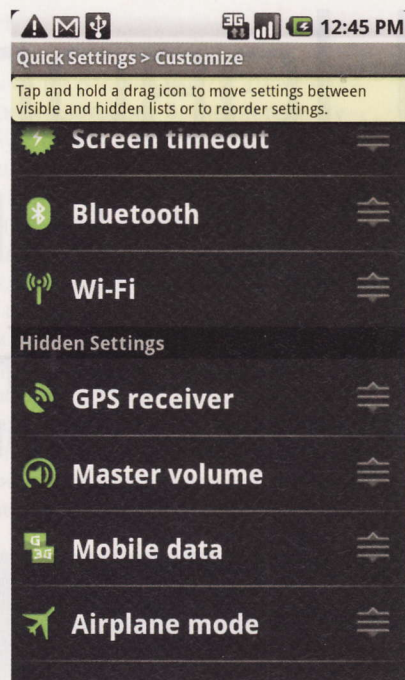 3G 12:45 PM
Quick Settings > Customize
Tap and hold a drag icon to move settings between
visible and hidden lists or to reorder settings.
Screen timeout
Bluetooth
Wi-Fi
Hidden Settings
GPS receiver
Master volume
G
3G
Mobile data
Airplane mode